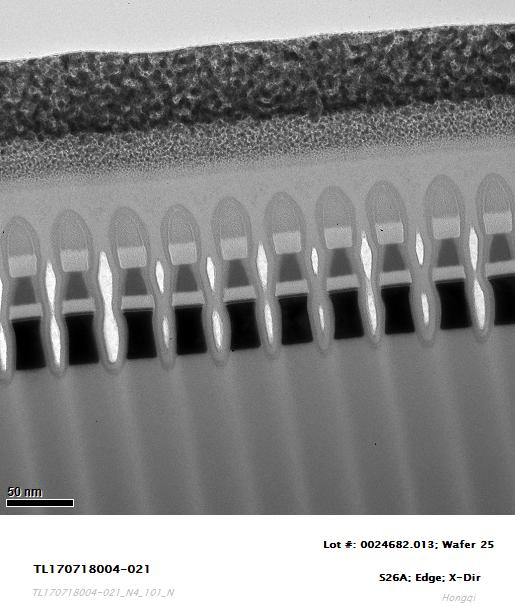 50 nm
Lot #: 0024682.013; Wafer 25
TL170718004-021
S26A; Edge; X-Dir
TL170718004-021_N4_101_N
Hongqi